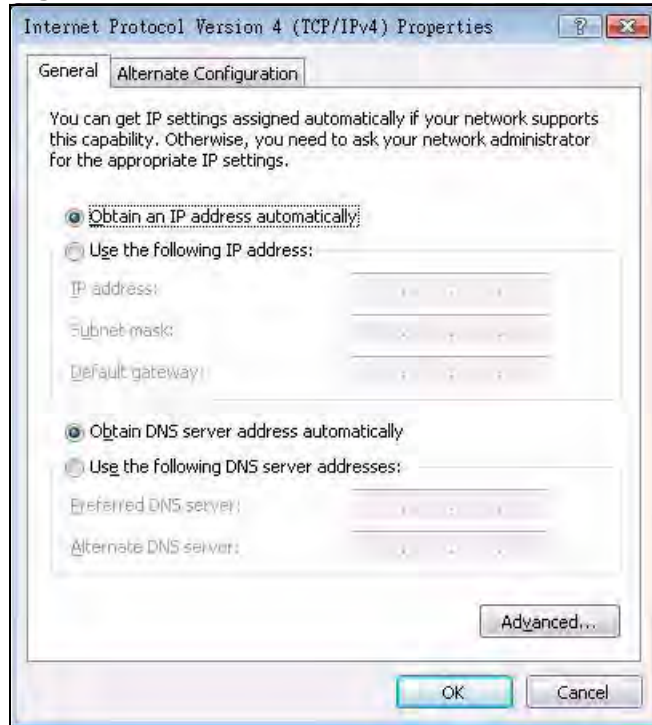 Internet Protocol Version 4 (TCP/IPv4) Properties
General
Alternate Configuration
You can get IP settings assigned automatically if your network supports
this capability. Otherwise, you need to ask your network administrator
for the appropriate IP settings.
Obtain an IP address automatically
Use the following IP address:
IP address:
Subnet mask:
Default gateway:
Obtain DNS server address automatically
Use the following DNS server addresses:
Preferred DNS server:
Alternate DNS server:
Advanced...
OK
Cancel